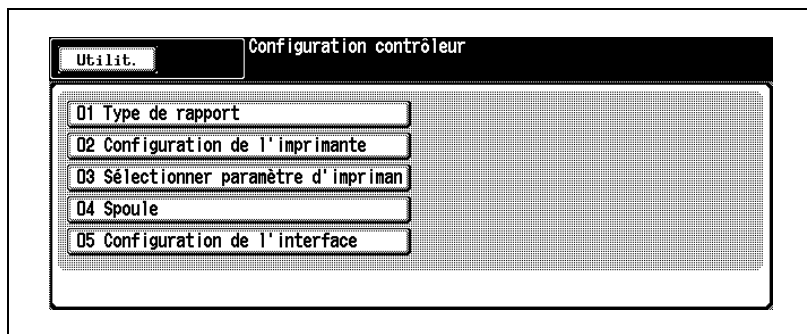 Utilit.
Configuration contrôleur
01 Type de rapport
02 Configuration de l'imprimante
03 Sélectionner paramètre d'impriman
04 Spoule
05 Configuration de l'interface